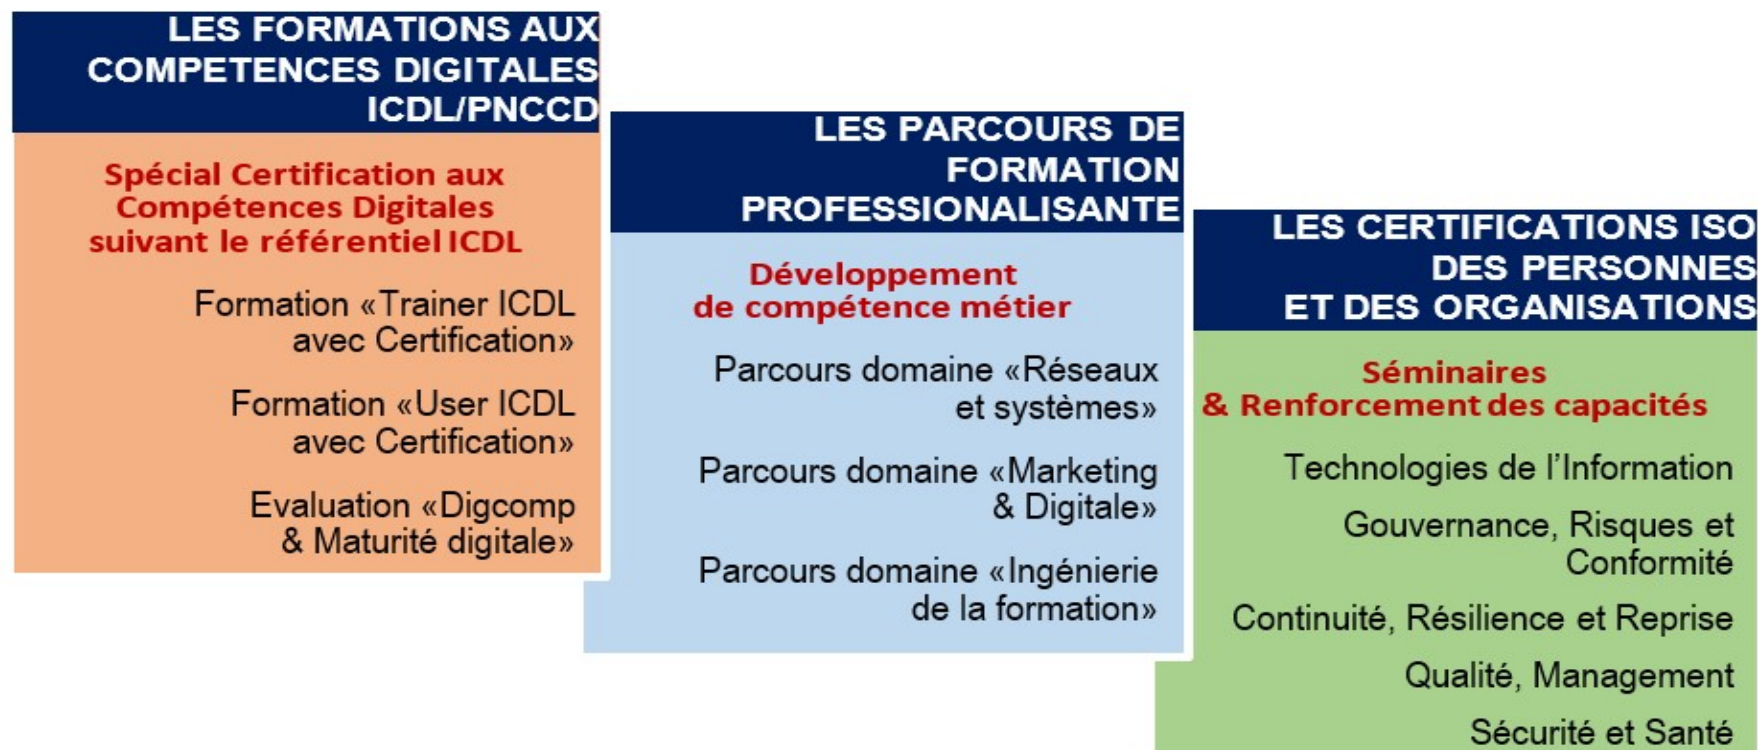 LES FORMATIONS AUX
COMPETENCES DIGITALES
ICDL/PNCCD
Spécial Certification aux
Compétences Digitales
suivant le référentiel ICDL
Formation «Trainer ICDL
avec Certification»
Formation «User ICDL
avec Certification»
Evaluation «Digcomp
& Maturité digitale»
LES PARCOURS DE
FORMATION
PROFESSIONALISANTE
Développement
de compétence métier
Parcours domaine «Réseaux
et systèmes»
Parcours domaine «Marketing
& Digitale»
Parcours domaine «Ingénierie
de la formation»
LES CERTIFICATIONS ISO
DES PERSONNES
ET DES ORGANISATIONS
Séminaires
& Renforcement des capacités
Technologies de l’Information
Gouvernance, Risques et
Conformité
Continuité, Résilience et Reprise
Qualité, Management
Sécurité et Santé